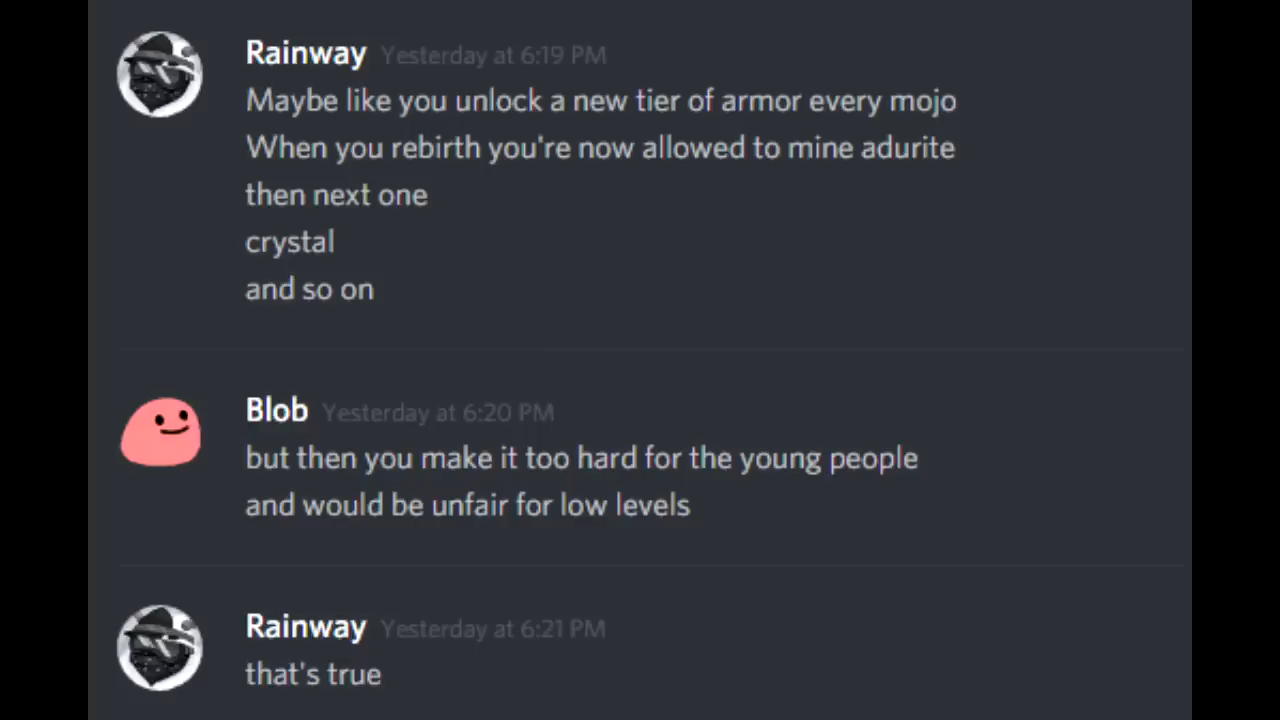 Rainway Yesterday at 6:19 PM
Maybe like you unlock a new tier of armor every mojo
When you rebirth you're now allowed to mine adurite
then next one
crystal
and so on
Blob Yesterday at 6:20 PM
but then you make it too hard for the young people
and would be unfair for low levels
Rainway Yesterday at 6:21 PM
that's true